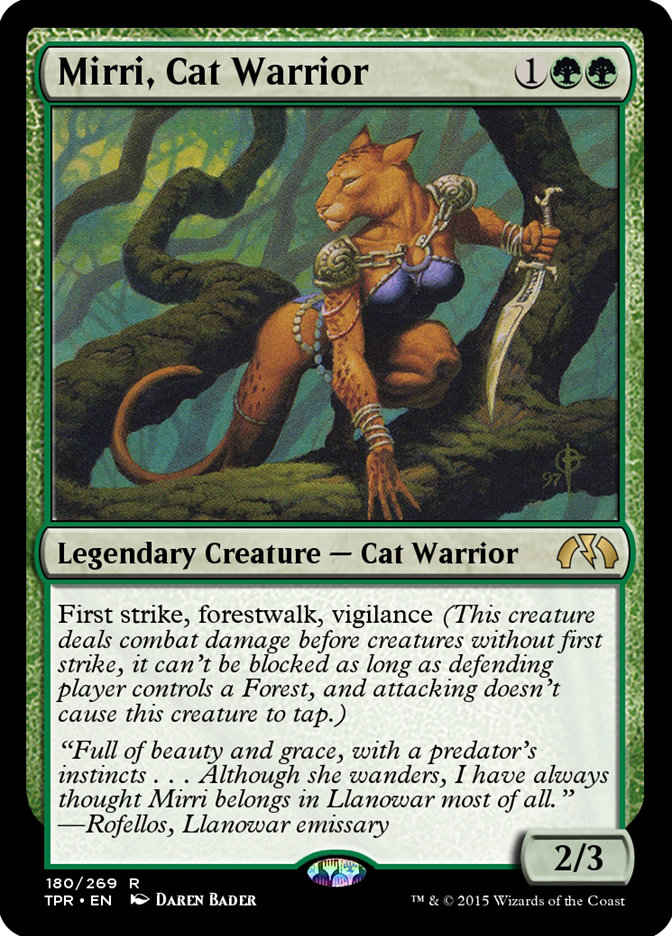 Mirri, Cat Warrior 1
97
Legendary Creature — Cat Warrior
First strike, forestwalk, vigilance (This creature
deals combat damage before creatures without first
strike, it can't be blocked as long as defending
player controls a Forest, and attacking doesn't
cause this creature to tap.)
“Full of beauty and grace, with a predator's
instincts . . . Although she wanders, I have always
thought Mirri belongs in Llanowar most of all.”
—Rofellos, Llanowar emissary
2/3
180/269 R
TPR • EN Daren Bader ™ & © 2015 Wizards of the Coast